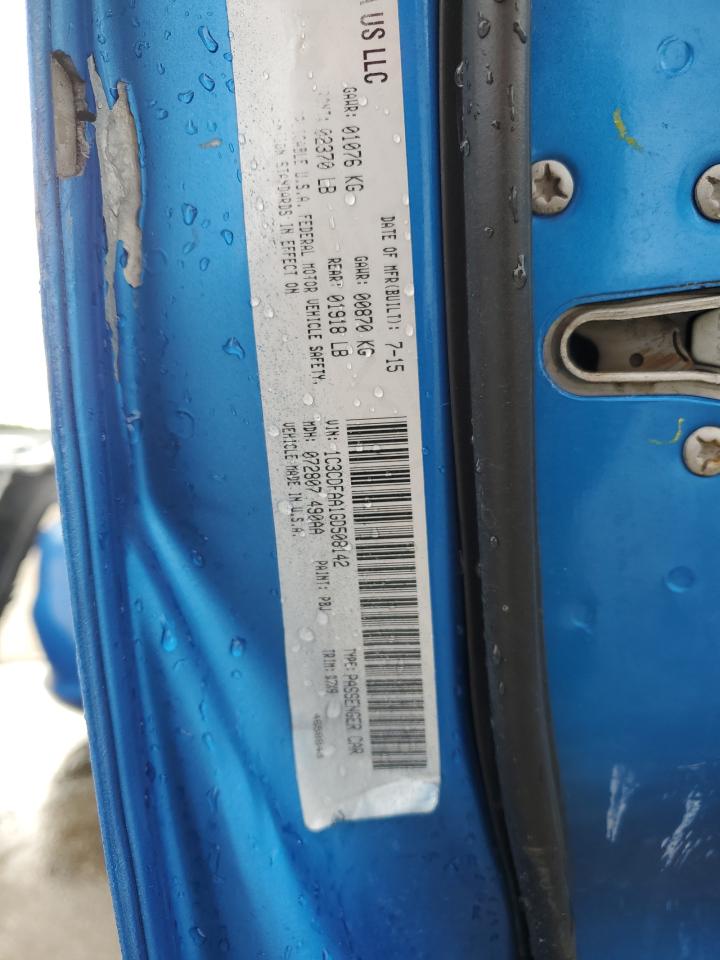 US LLC
DATE OF MFR(BUILT): 7-15
GAWR: 01076 KG GAWR: 00870 KG
02370 LB REAR: 01918 LB
U.S.A. FEDERAL MOTOR VEHICLE SAFETY,
STANDARDS IN EFFECT ON
VIN: 1C3CDFAA1GD508142 TYPE: PASSENGER CAR
MDH: 072807 490AA PAINT: PBJ TRIM:
VEHICLE MADE IN U.S.A.